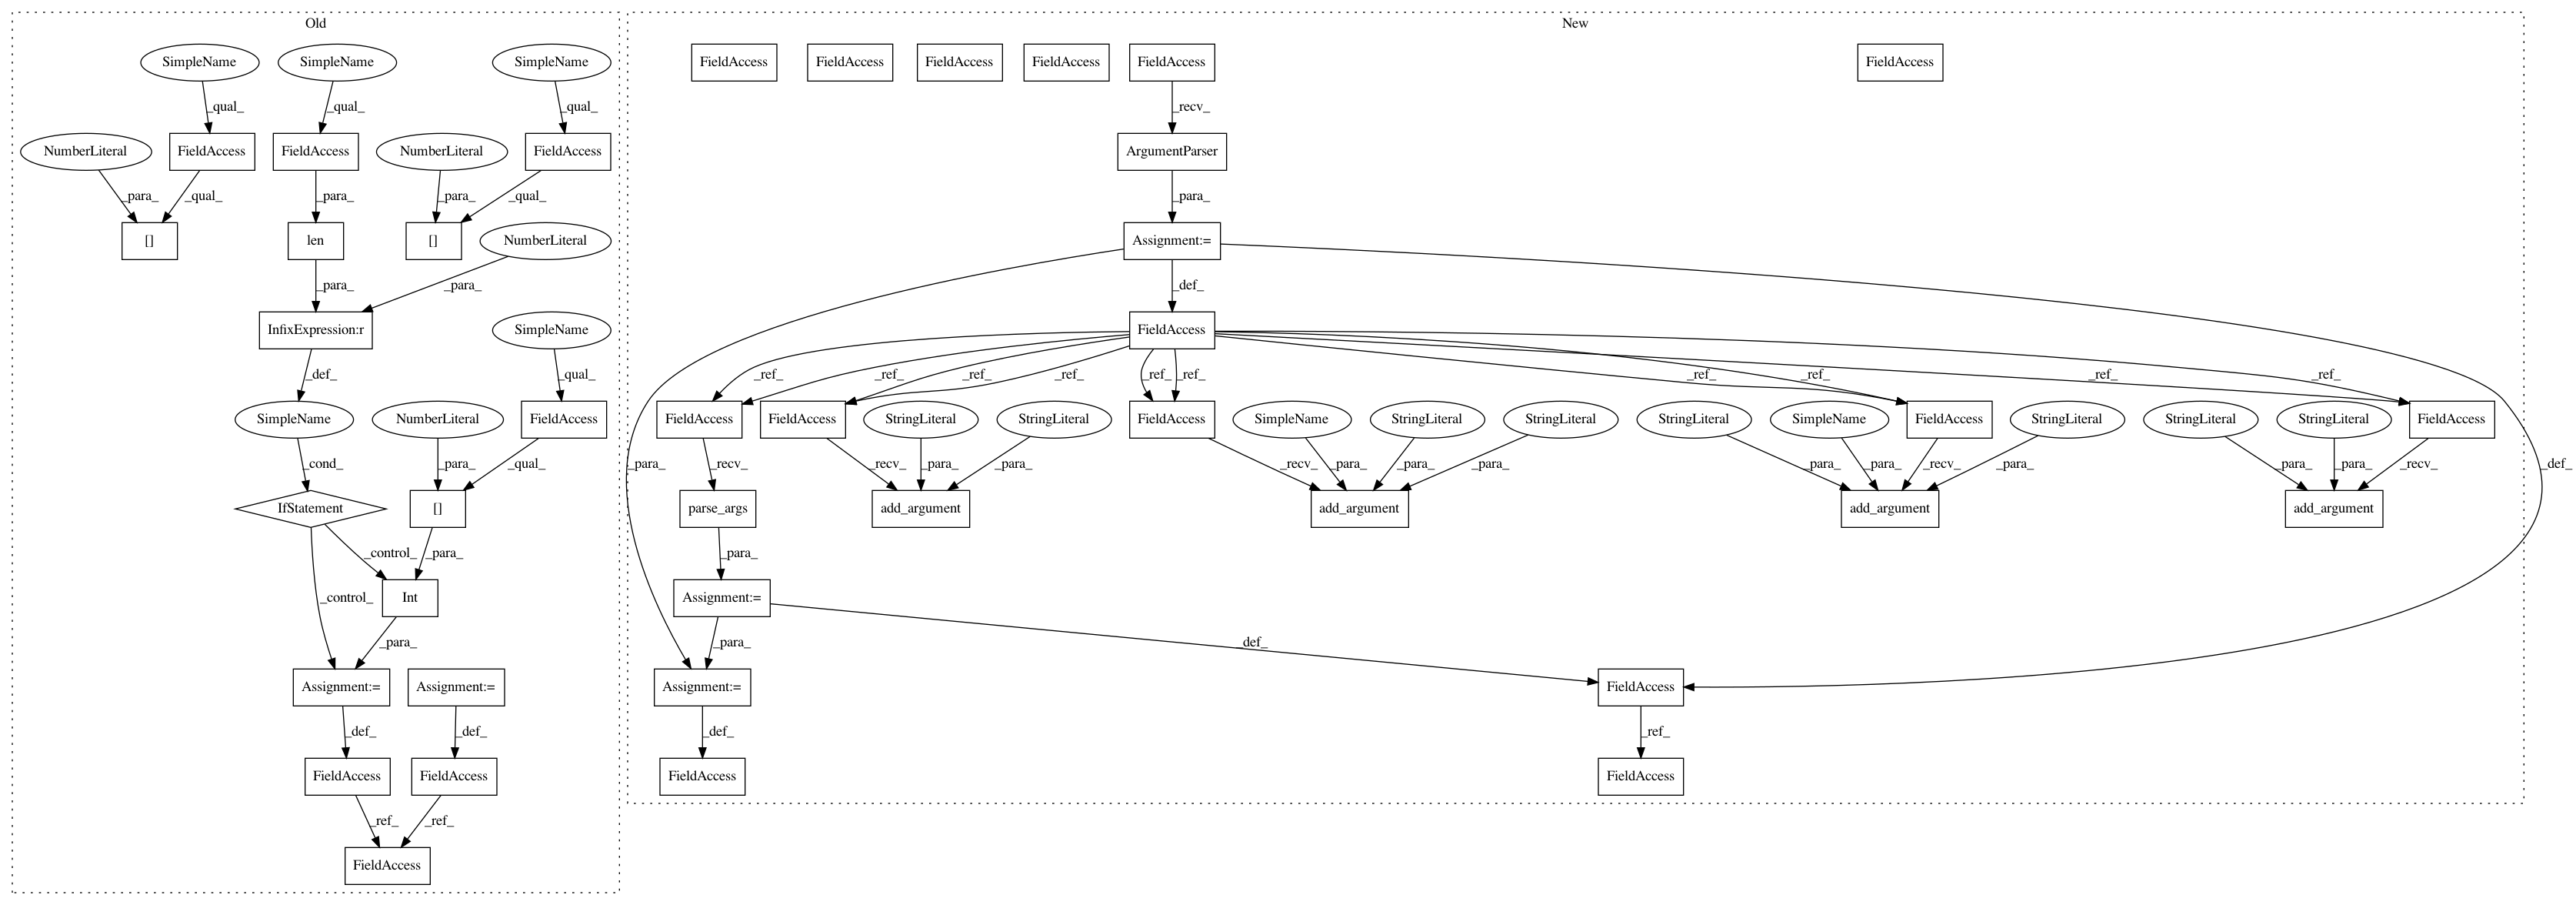 Old
New
SimpleName
SimpleName
SimpleName
FieldAccess
FieldAccess
FieldAccess
FieldAccess
FieldAccess
FieldAccess
_qual_
_qual_
_qual_
_recv_
NumberLiteral
FieldAccess
FieldAccess
NumberLiteral
FieldAccess
ArgumentParser
_para_
_qual_
_para_
_para_
_qual_
_para_
[]
len
[]
NumberLiteral
Assignment:=
_para_
_para_
_def_
InfixExpression:r
SimpleName
FieldAccess
_def_
_qual_
_ref_
_ref_
_ref_
_ref_
_ref_
_ref_
_ref_
_ref_
_ref_
_ref_
SimpleName
NumberLiteral
FieldAccess
FieldAccess
FieldAccess
StringLiteral
StringLiteral
FieldAccess
SimpleName
StringLiteral
StringLiteral
StringLiteral
SimpleName
FieldAccess
StringLiteral
StringLiteral
StringLiteral
FieldAccess
_cond_
_para_
_qual_
_para_
_recv_
_recv_
_para_
_para_
_recv_
_para_
_para_
_para_
_para_
_para_
_recv_
_para_
_para_
_para_
_recv_
_def_
IfStatement
[]
parse_args
add_argument
add_argument
add_argument
add_argument
_control_
_para_
_para_
_control_
Int
Assignment:=
_para_
_para_
_def_
Assignment:=
Assignment:=
Assignment:=
FieldAccess
_def_
_def_
_def_
_ref_
FieldAccess
FieldAccess
FieldAccess
FieldAccess
_ref_
_ref_
FieldAccess